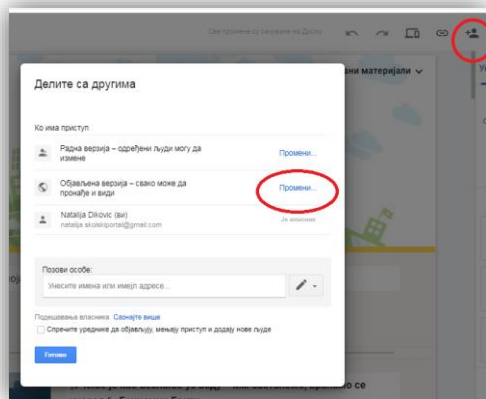 Све промене су сачуване на Диску
ни материјали
Делите са другима
Ко има приступ
Радна верзија – одређени људи могу да
измене
Промени...
Објављена верзија – свако може да
пронађе и види
Промени...
Natalija Dikovic (ви)
natalija.skolskiportal@gmail.com
Је власник
Позови особе:
Унесите имена или имејл адресе...
Подешавања власника Сазнајте више
Спречите уреднике да објављују, мењају приступ и додају нове људе
Готово